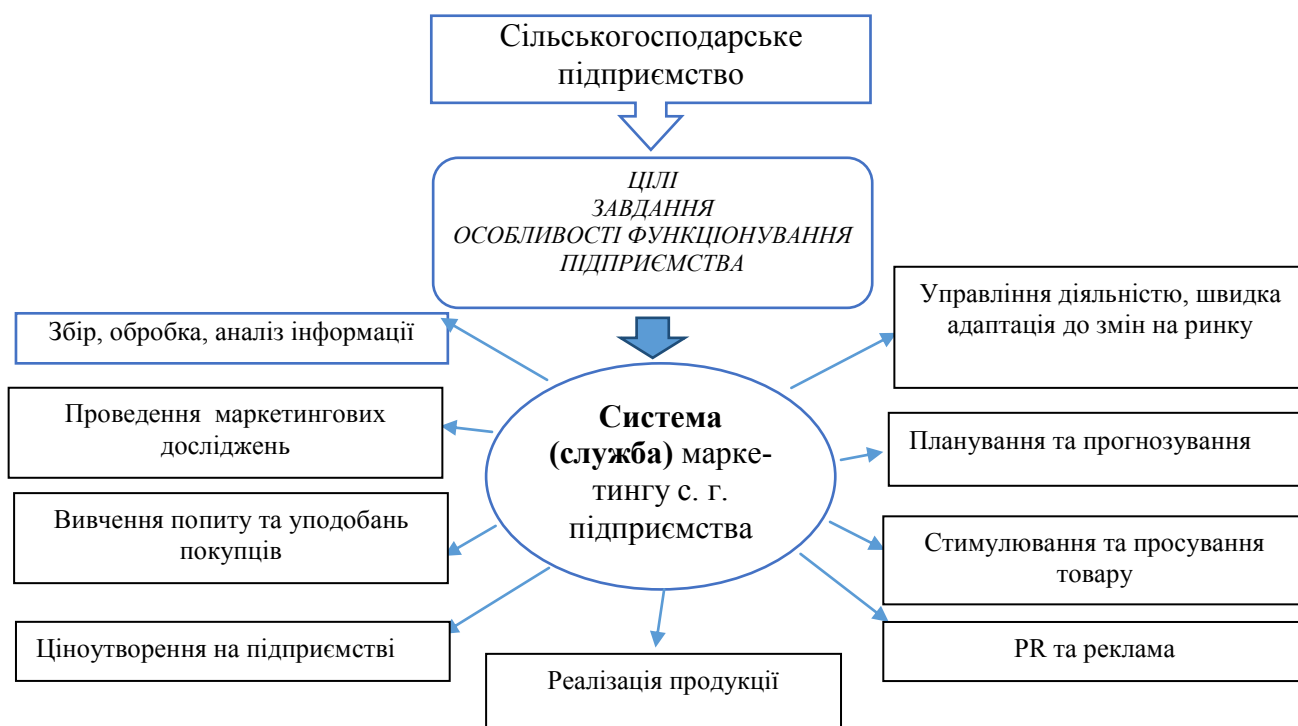 Сільськогосподарське
підприємство
ЦІЛІ
ЗАВДАННЯ
ОСОБЛИВОСТІ ФУНКЦІОНУВАННЯ
ПІДПРИЄМСТВА
Збір, обробка, аналіз інформації
Проведення маркетингових
досліджень
Вивчення попиту та уподобань
покупців
Ціноутворення на підприємстві
Система
(служба) марке-
тингу с. г.
підприємства
Реалізація продукції
Управління діяльністю, швидка
адаптація до змін на ринку
Планування та прогнозування
Стимулювання та просування
товару
PR та реклама